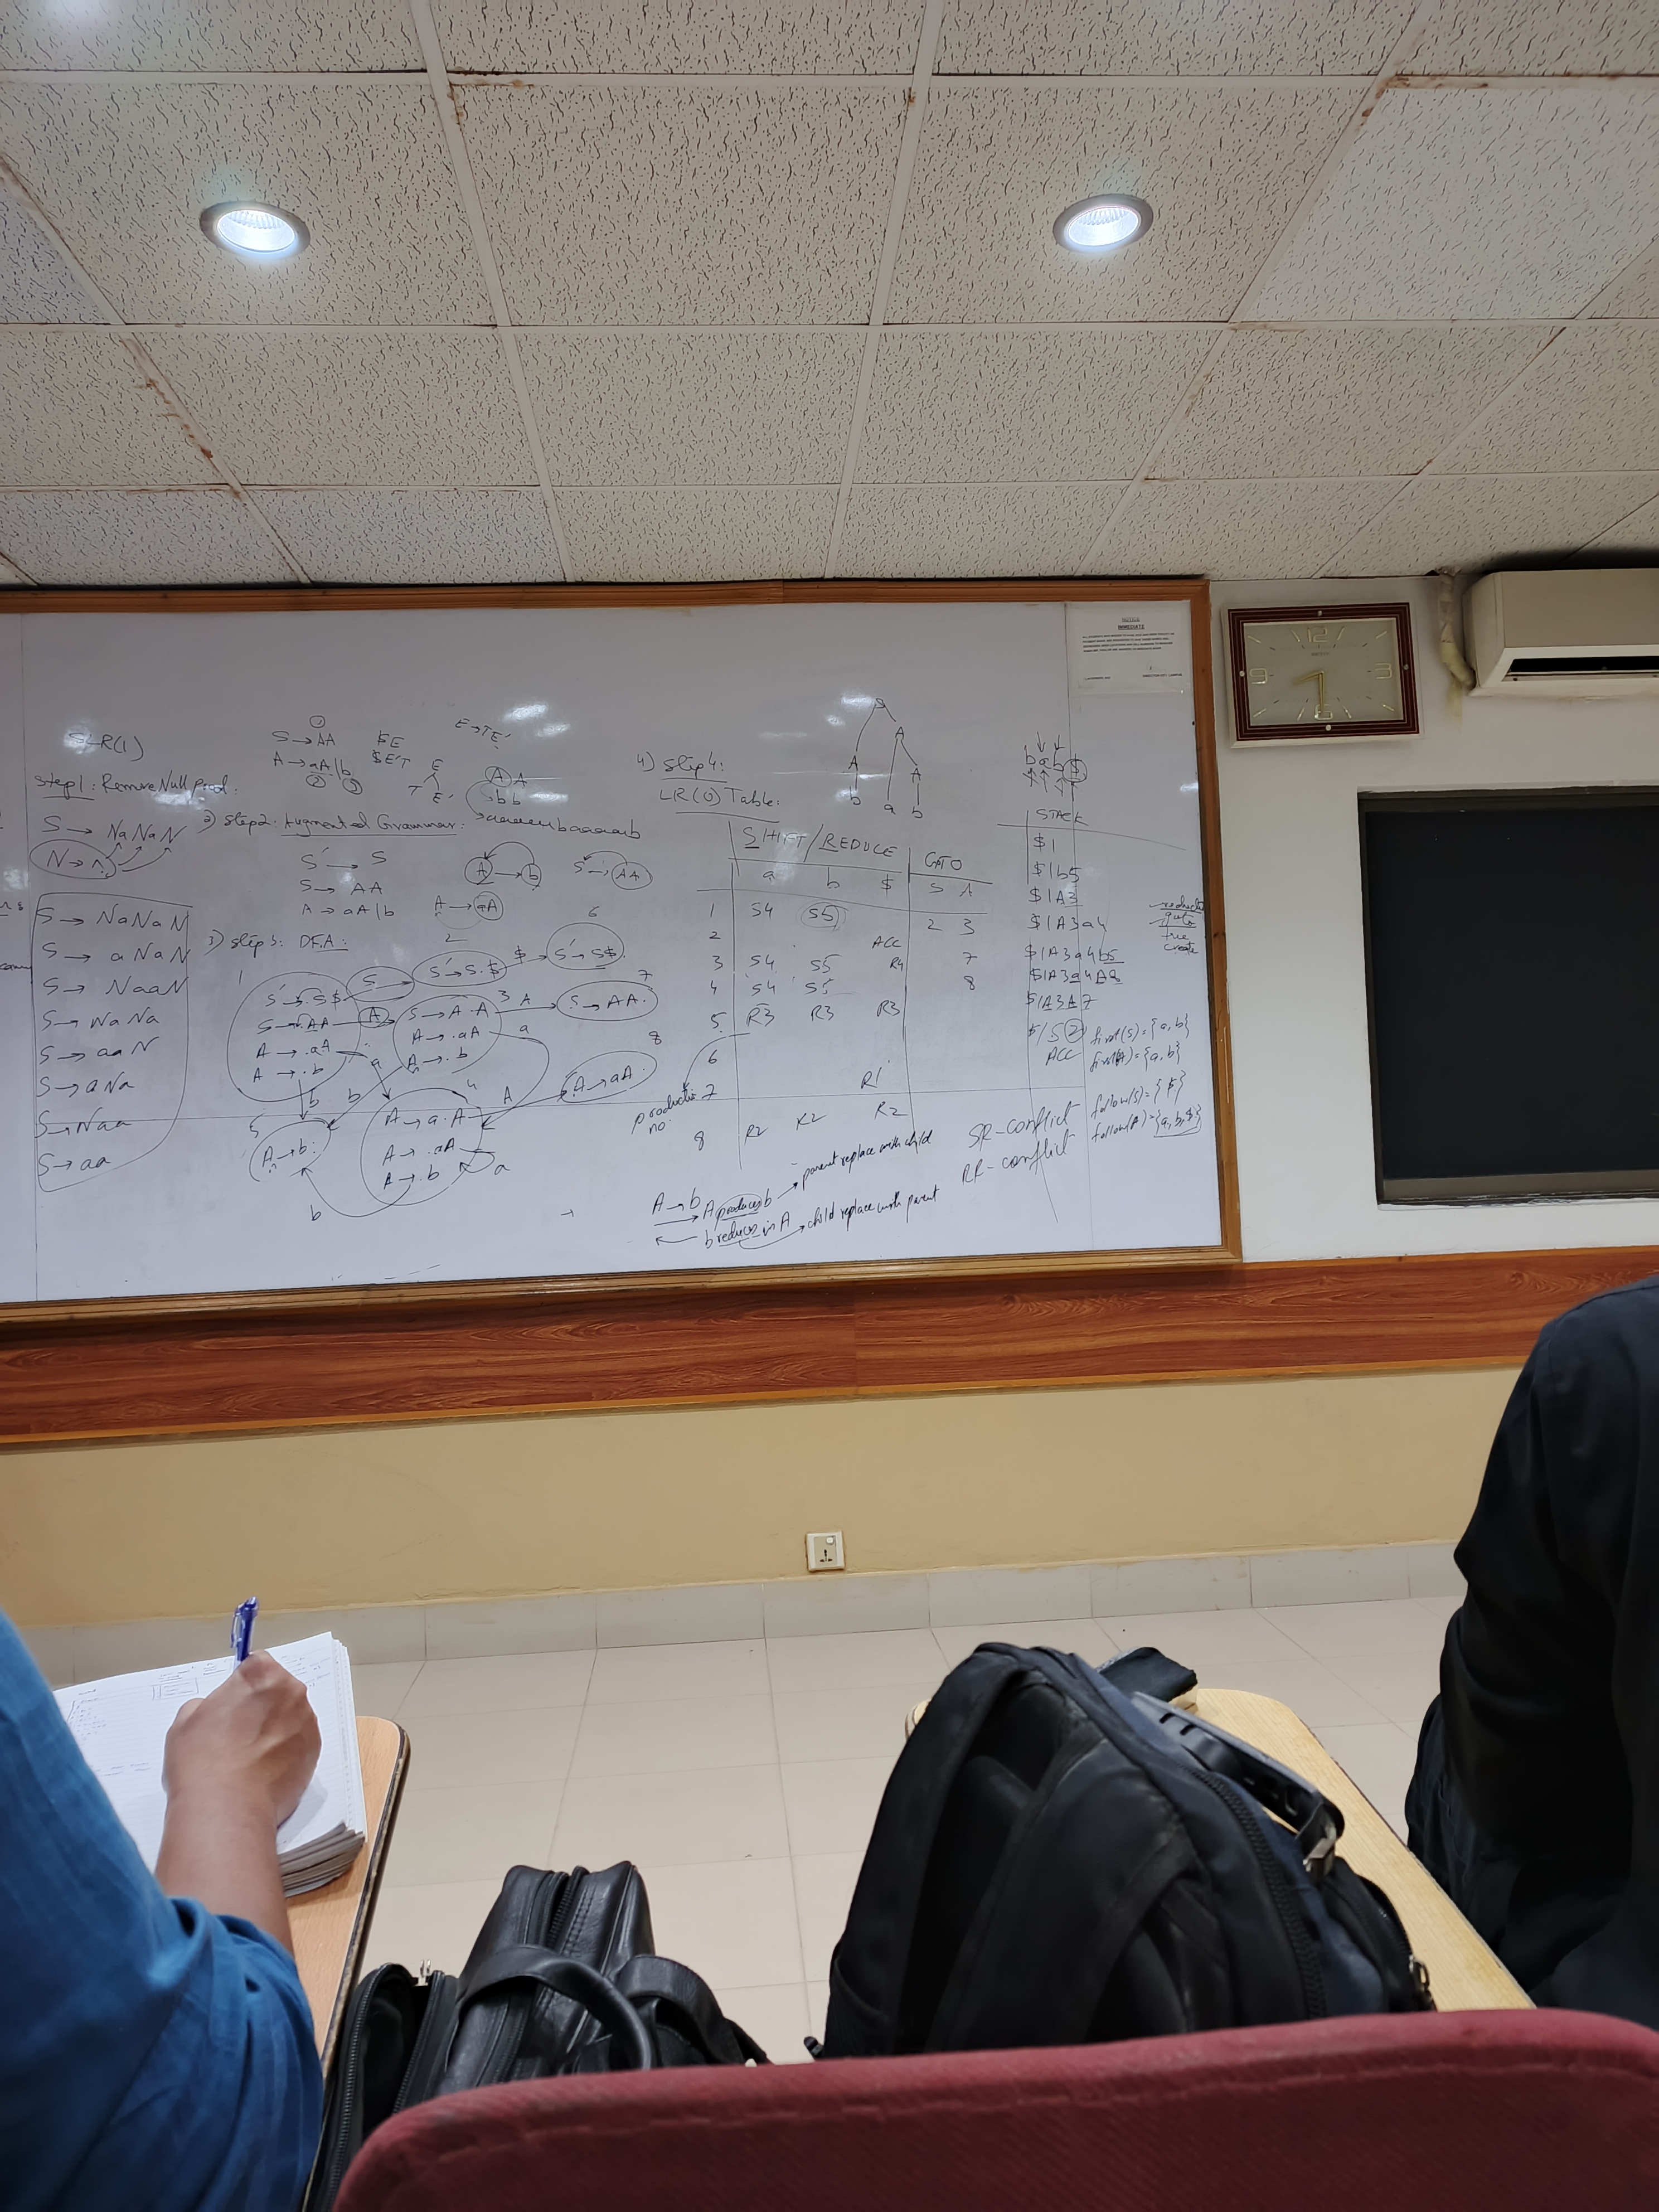 SLR(1)
Step1: Remove Null Prod:
S → NaNaN
N → ^
S → NaNaN
S → aNaN
S → NaaN
S → NaNa
S → aaN
S → aNa
S → Naa
S → aa
①
S → AA
A → aA|b
② ③
$E
$E'T
E → TE'
E
T E'
AA
bb
2) Step2: Augmented Grammar:
S' → S
S → AA
A → aA|b
A → b
S → AA
A → aA
3) Step 3: DFA:
1
S' → .S$
S → .AA
A → .aA
A → .b
S
2
S' → S.$
$
6
S' → S$.
A
3
S → A.A
A → .aA
A → .b
A
7
S → AA.
a
a
b
b
4
A → a.A
A → .aA
A → .b
A
8
A → aA.
a
b
5
A → b.
4) Step 4:
LR(0) Table:
SHIFT/REDUCE GOTO
a b $ S A
1 S4 S5 2 3
2 ACC
3 S4 S5 R4 7
4 S4 S5 8
5 R3 R3 R3
6
7 R1
8 R2 R2 R2
production no.
S
A A
b a A
b
A → b
A produces b → parent replace with child
b reduces in A → child replace with parent
SR-conflict
RR-conflict
b a b $
STACK
$1
$1b5
$1A3
$1A3a4
$1A3a4b5
$1A3a4A8
$1A3A7
$1S2
ACC
first(S) = {a, b}
first(A) = {a, b}
follow(S) = {$}
follow(A) = {a, b, $}
tree
create
IMMEDIATE
12
3
9